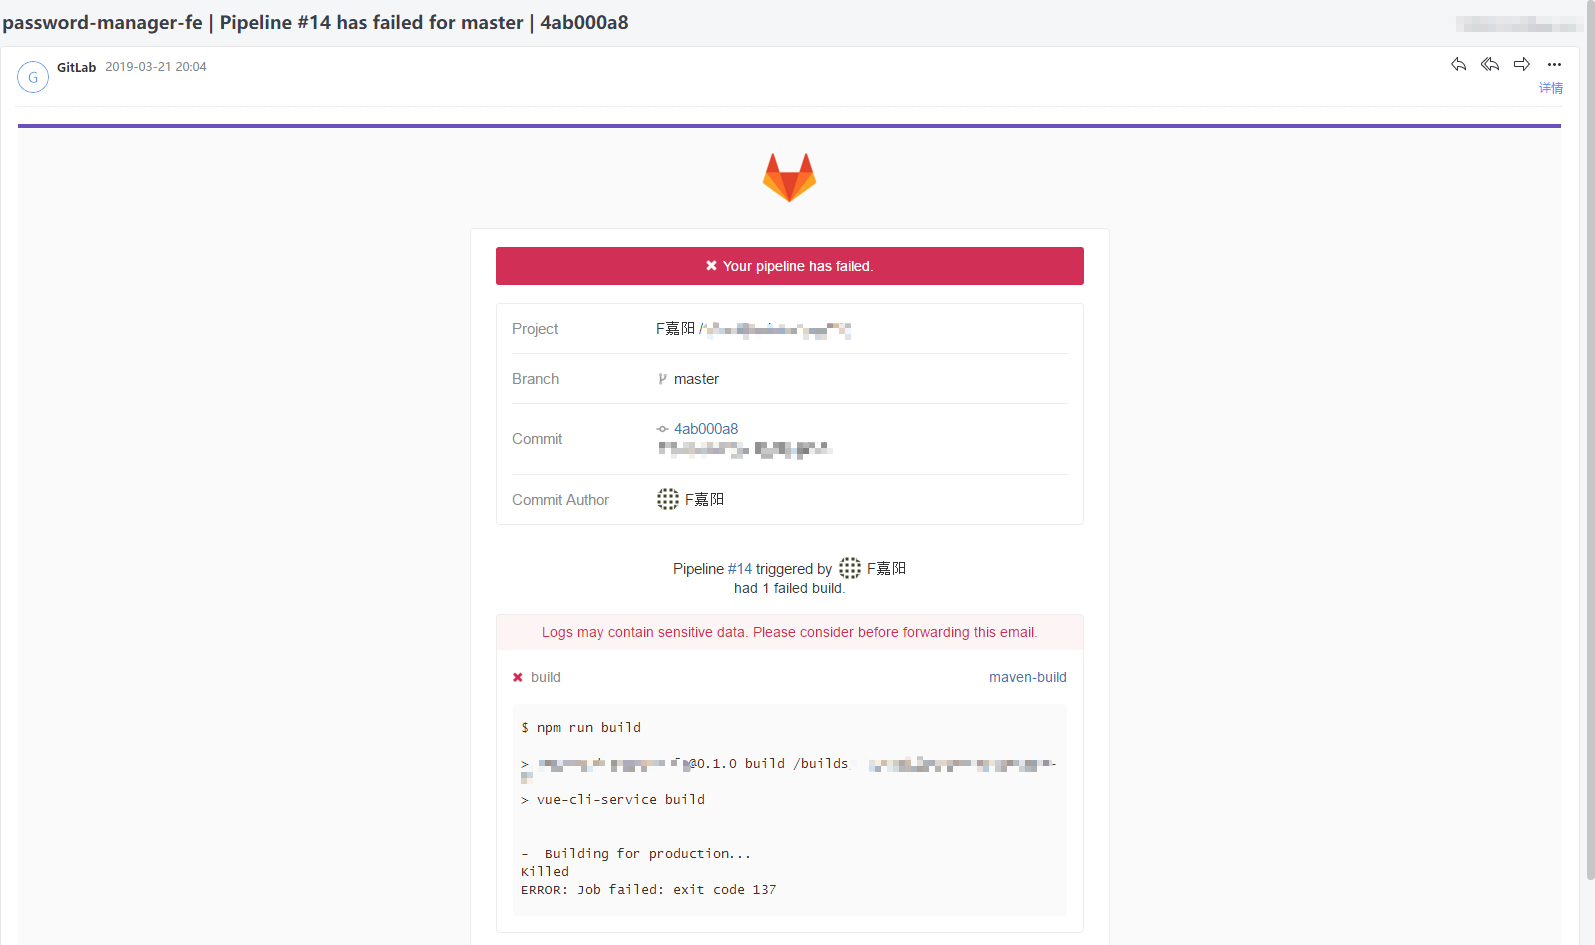 password-manager-fe | Pipeline #14 has failed for master | 4ab000a8
G
GitLab 2019-03-21 20:04
详情
Your pipeline has failed.
Project F嘉阳 /
Branch master
Commit 4ab000a8
Commit Author F嘉阳
Pipeline #14 triggered by F嘉阳
had 1 failed build.
Logs may contain sensitive data. Please consider before forwarding this email.
build maven-build
$ npm run build
> @0.1.0 build /builds
> vue-cli-service build
- Building for production...
Killed
ERROR: Job failed: exit code 137